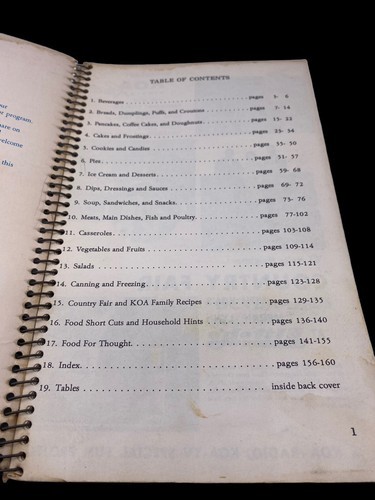 our
program.
are on
welcome
this
TABLE OF CONTENTS
1. Beverages . . . . . . . . . . . . . . . . . . . . . . . pages 5- 6
2. Breads, Dumplings, Puffs, and Croutons . . . . . . . . pages 7- 14
3. Pancakes, Coffee Cakes, and Doughnuts . . . . . . . . pages 15- 22
4. Cakes and Frostings . . . . . . . . . . . . . . . . . . pages 23- 34
5. Cookies and Candies . . . . . . . . . . . . . . . . . . pages 35- 50
6. Pies . . . . . . . . . . . . . . . . . . . . . . . . . pages 51- 57
7. Ice Cream and Desserts . . . . . . . . . . . . . . . . pages 59- 68
8. Dips, Dressings and Sauces . . . . . . . . . . . . . . pages 69- 72
9. Soup, Sandwiches, and Snacks . . . . . . . . . . . . . pages 73- 76
10. Meats, Main Dishes, Fish and Poultry . . . . . . . . . pages 77-102
11. Casseroles . . . . . . . . . . . . . . . . . . . . . . pages 103-108
12. Vegetables and Fruits . . . . . . . . . . . . . . . . pages 109-114
13. Salads . . . . . . . . . . . . . . . . . . . . . . . . pages 115-121
14. Canning and Freezing . . . . . . . . . . . . . . . . . pages 123-128
15. Country Fair and KOA Family Recipes . . . . . . . . . pages 129-135
16. Food Short Cuts and Household Hints . . . . . . . . . pages 136-140
17. Food For Thought . . . . . . . . . . . . . . . . . . . pages 141-155
18. Index . . . . . . . . . . . . . . . . . . . . . . . . pages 156-160
19. Tables . . . . . . . . . . . . . . . . . . . . . . . . inside back cover
1